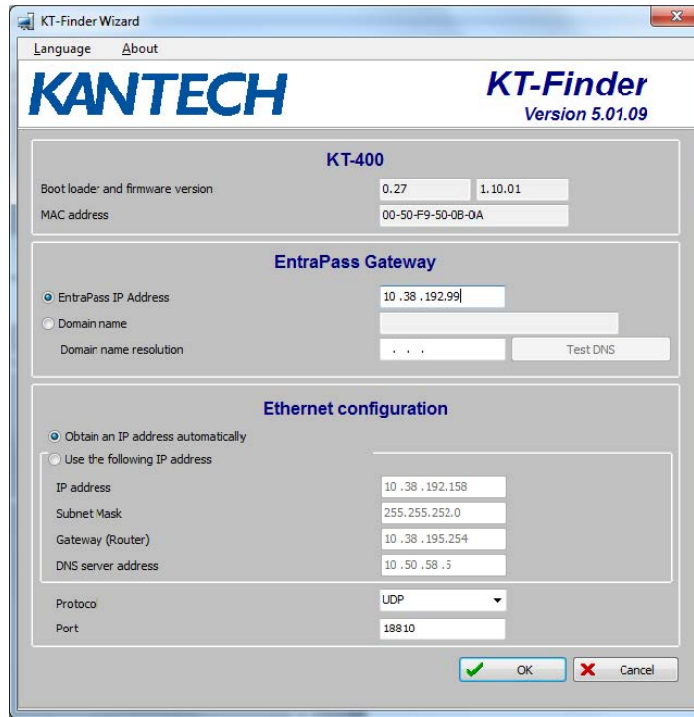 KT-Finder Wizard
Language About
KANTECH
KT-Finder
Version 5.01.09
KT-400
Boot loader and firmware version 0.27 1.10.01
MAC address 00-50-F9-50-0B-0A
EntraPass Gateway
EntraPass IP Address 10 .38 .192.99
Domain name
Domain name resolution . . . Test DNS
Ethernet configuration
Obtain an IP address automatically
Use the following IP address
IP address 10 .38 .192.158
Subnet Mask 255.255.252.0
Gateway (Router) 10 .38 .195.254
DNS server address 10 .50 .58 .5
Protocol UDP
Port 18810
OK Cancel